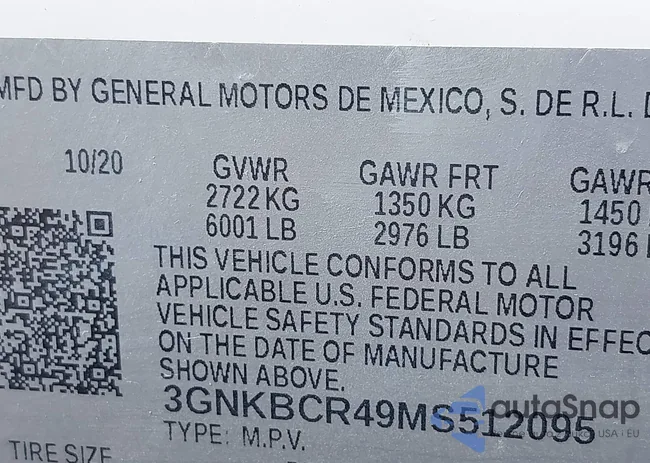 MFD BY GENERAL MOTORS DE MEXICO, S. DE R.L. D
10/20 GVWR GAWR FRT GAWR
2722 KG 1350 KG 1450
6001 LB 2976 LB 3196 L
THIS VEHICLE CONFORMS TO ALL
APPLICABLE U.S. FEDERAL MOTOR
VEHICLE SAFETY STANDARDS IN EFFEC
ON THE DATE OF MANUFACTURE
SHOWN ABOVE.
3GNKBCR49MS512095
autoSnap
TYPE: M.P.V.
USA · EU
TIRE SIZE